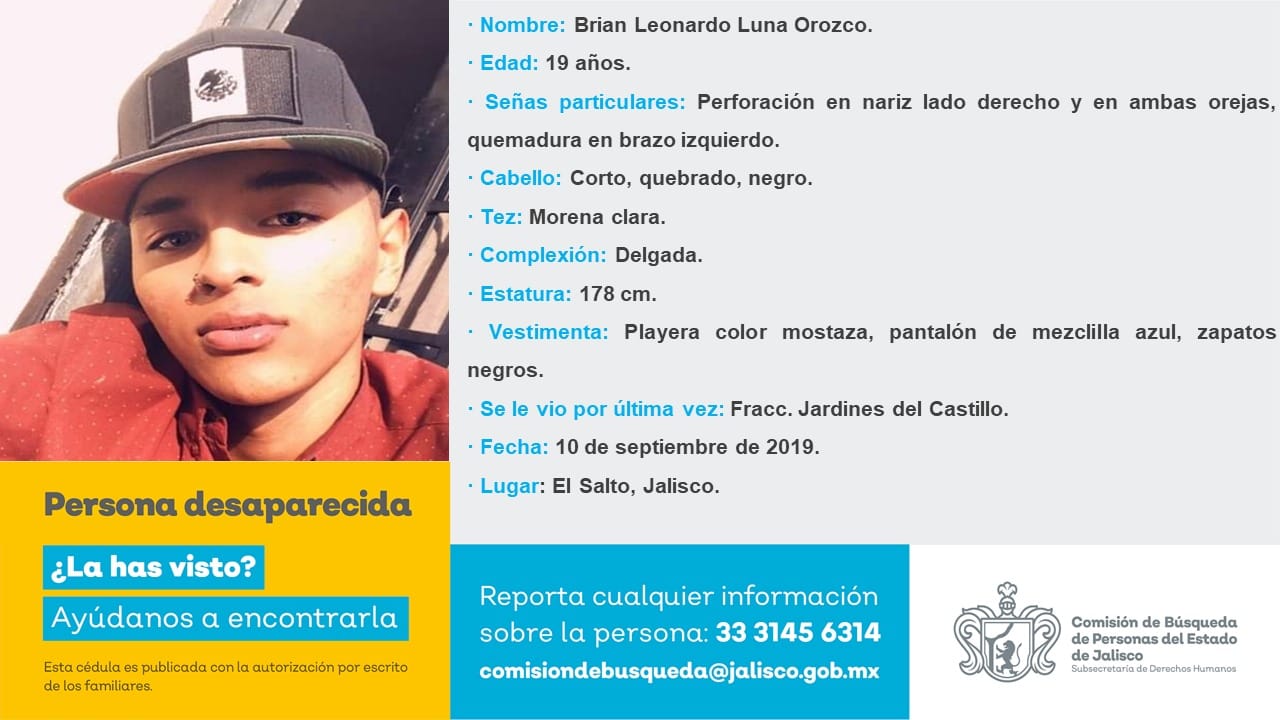 · Nombre: Brian Leonardo Luna Orozco.
· Edad: 19 años.
· Señas particulares: Perforación en nariz lado derecho y en ambas orejas,
quemadura en brazo izquierdo.
· Cabello: Corto, quebrado, negro.
· Tez: Morena clara.
· Complexión: Delgada.
· Estatura: 178 cm.
· Vestimenta: Playera color mostaza, pantalón de mezclilla azul, zapatos
negros.
· Se le vio por última vez: Fracc. Jardines del Castillo.
· Fecha: 10 de septiembre de 2019.
· Lugar: El Salto, Jalisco.
Persona desaparecida
¿La has visto?
Ayúdanos a encontrarla
Esta cédula es publicada con la autorización por escrito
de los familiares.
Reporta cualquier información
sobre la persona: 33 3145 6314
comisiondebusqueda@jalisco.gob.mx
Comisión de Búsqueda
de Personas del Estado
de Jalisco
Subsecretaría de Derechos Humanos